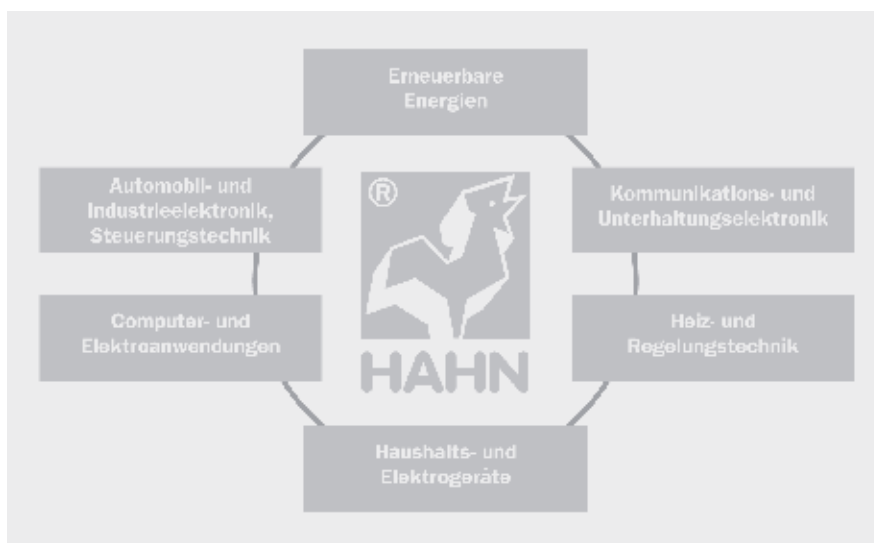 Erneuerbare
Energien
Automobil- und
Industrieelektronik,
Steuerungstechnik
®
Kommunikations- und
Unterhaltungselektronik
Computer- und
Elektroanwendungen
Heiz- und
Regelungstechnik
HAHN
Haushalts- und
Elektrogeräte